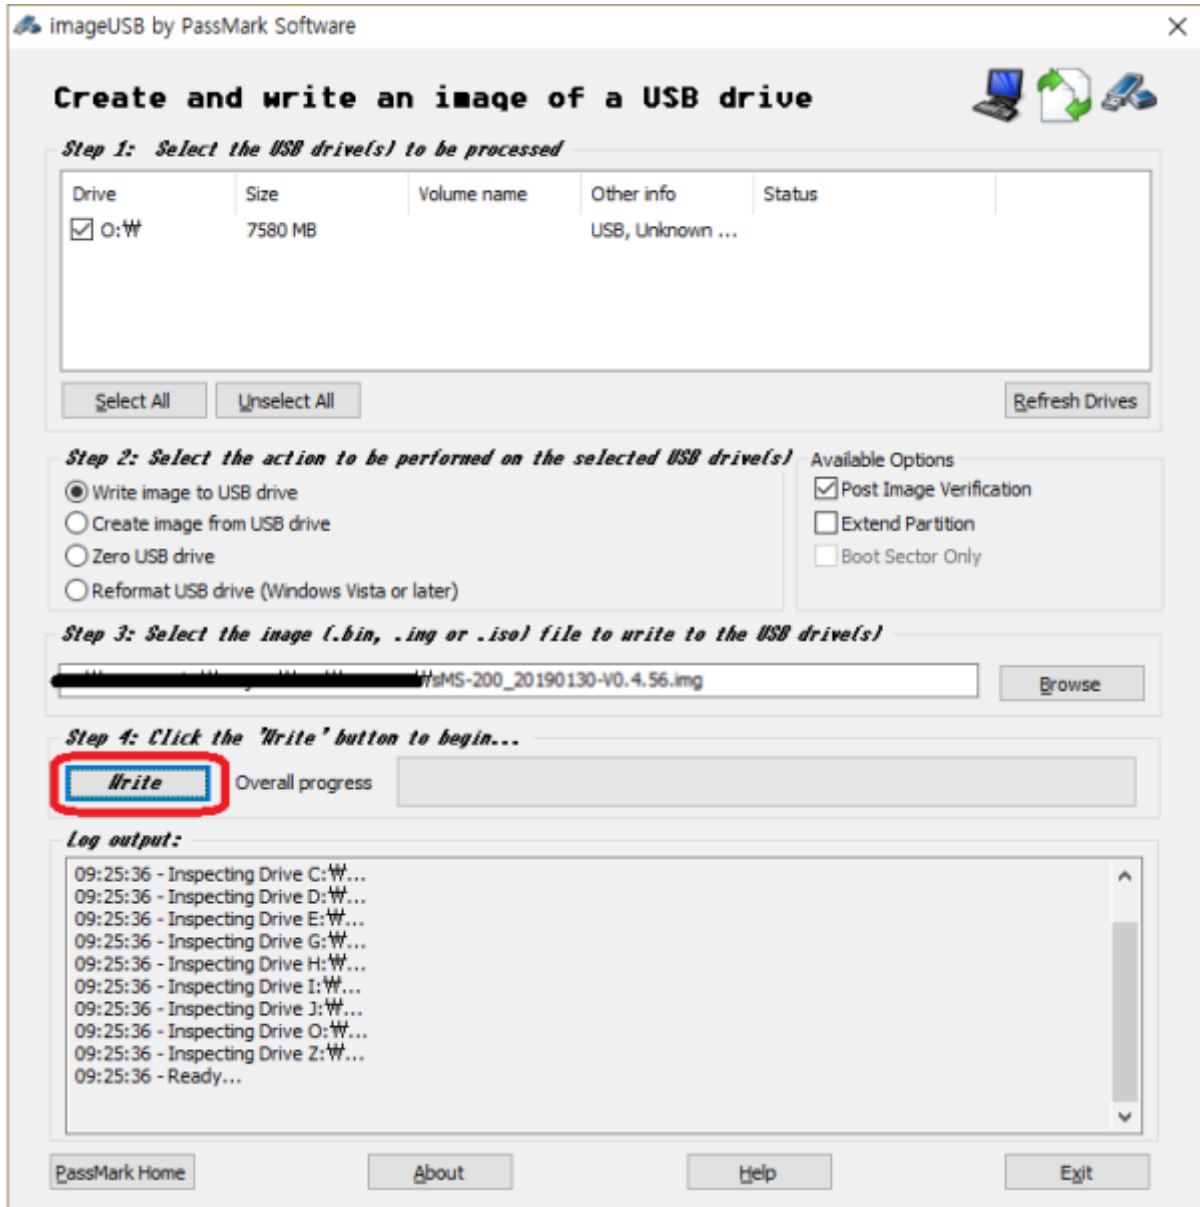 imageUSB by PassMark Software
Create and write an image of a USB drive
Step 1: Select the USB drive(s) to be processed
Drive Size Volume name Other info Status
O:₩ 7580 MB USB, Unknown ...
Select All Unselect All Refresh Drives
Step 2: Select the action to be performed on the selected USB drive(s) Available Options
Write image to USB drive Post Image Verification
Create image from USB drive Extend Partition
Zero USB drive Boot Sector Only
Reformat USB drive (Windows Vista or later)
Step 3: Select the image (.bin, .img or .iso) file to write to the USB drive(s)
₩sMS-200_20190130-V0.4.56.img Browse
Step 4: Click the 'Write' button to begin...
Write Overall progress
Log output:
09:25:36 - Inspecting Drive C:₩...
09:25:36 - Inspecting Drive D:₩...
09:25:36 - Inspecting Drive E:₩...
09:25:36 - Inspecting Drive G:₩...
09:25:36 - Inspecting Drive H:₩...
09:25:36 - Inspecting Drive I:₩...
09:25:36 - Inspecting Drive J:₩...
09:25:36 - Inspecting Drive O:₩...
09:25:36 - Inspecting Drive Z:₩...
09:25:36 - Ready...
PassMark Home About Help Exit